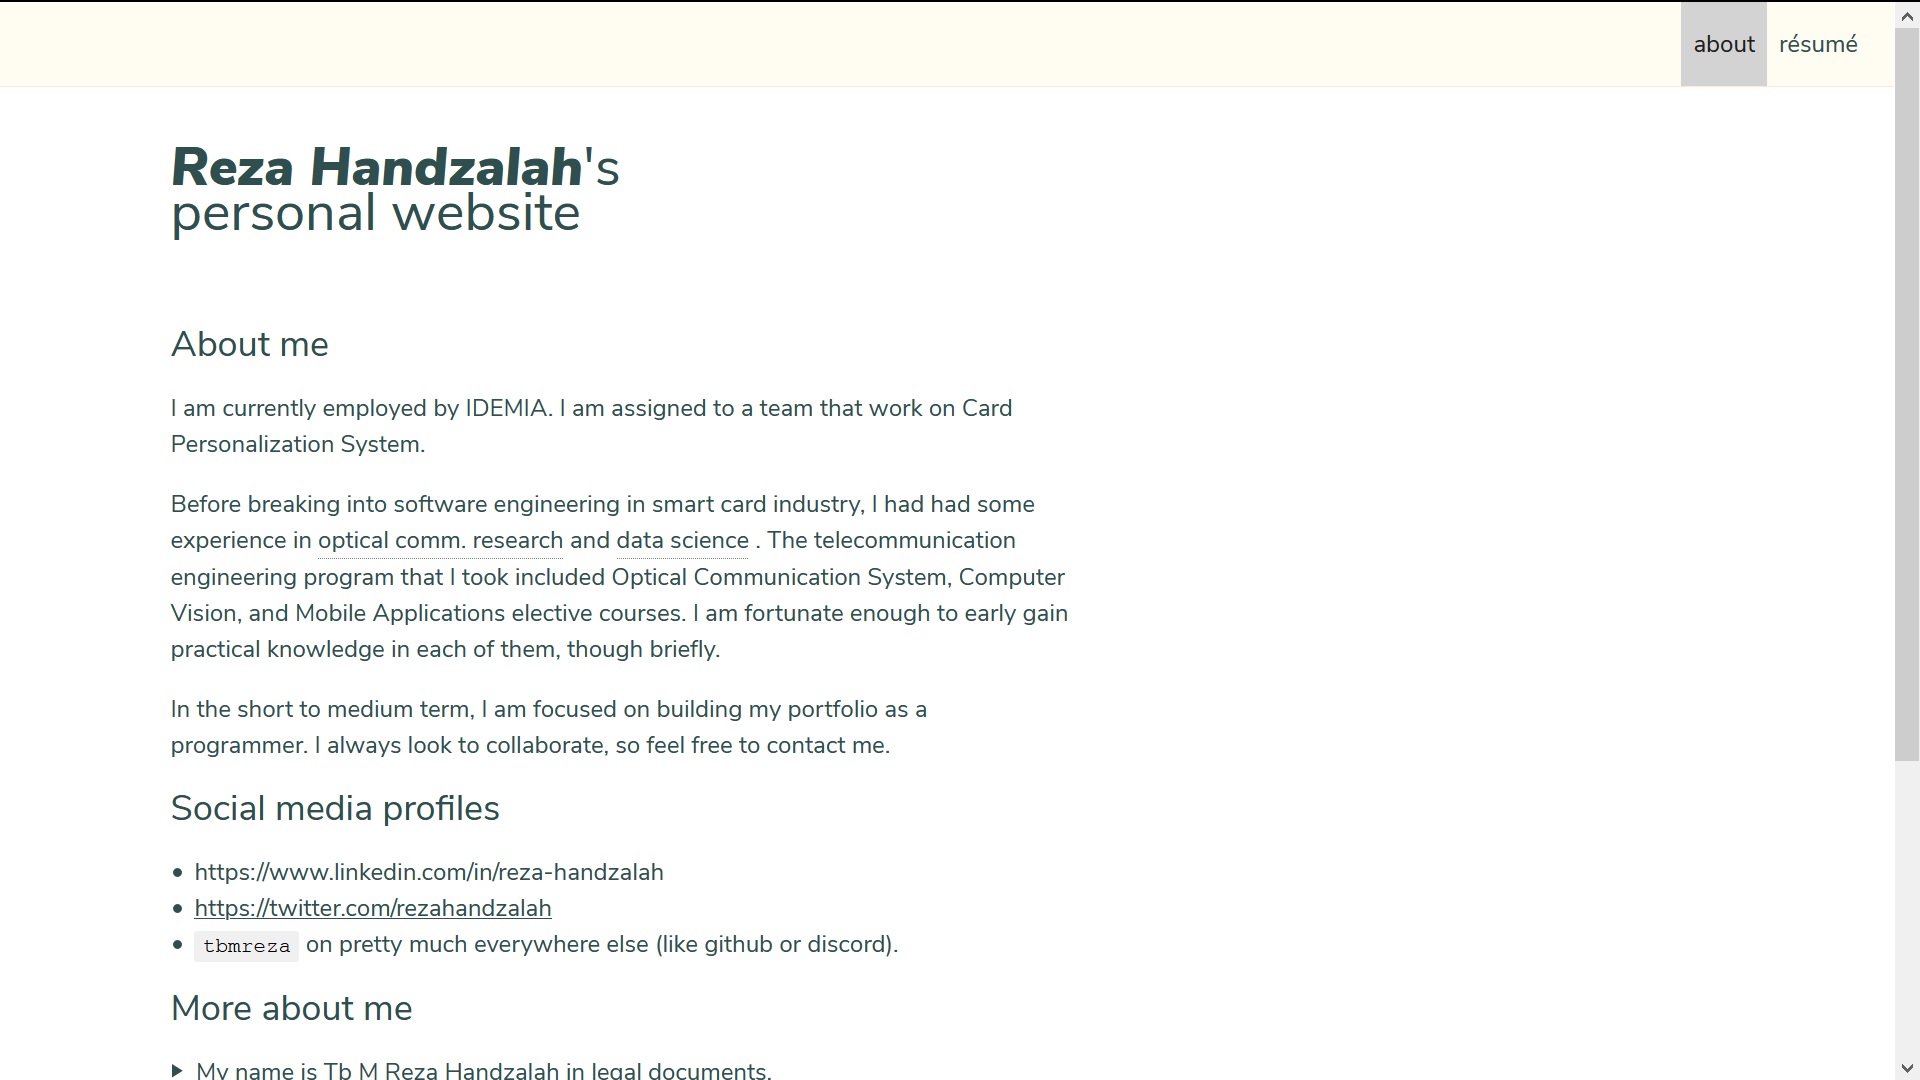 about résumé
Reza Handzalah's
personal website
About me
I am currently employed by IDEMIA. I am assigned to a team that work on Card
Personalization System.
Before breaking into software engineering in smart card industry, I had had some
experience in optical comm. research and data science . The telecommunication
engineering program that I took included Optical Communication System, Computer
Vision, and Mobile Applications elective courses. I am fortunate enough to early gain
practical knowledge in each of them, though briefly.
In the short to medium term, I am focused on building my portfolio as a
programmer. I always look to collaborate, so feel free to contact me.
Social media profiles
https://www.linkedin.com/in/reza-handzalah
https://twitter.com/rezahandzalah
tbmreza on pretty much everywhere else (like github or discord).
More about me
My name is Tb M Reza Handzalah in legal documents.